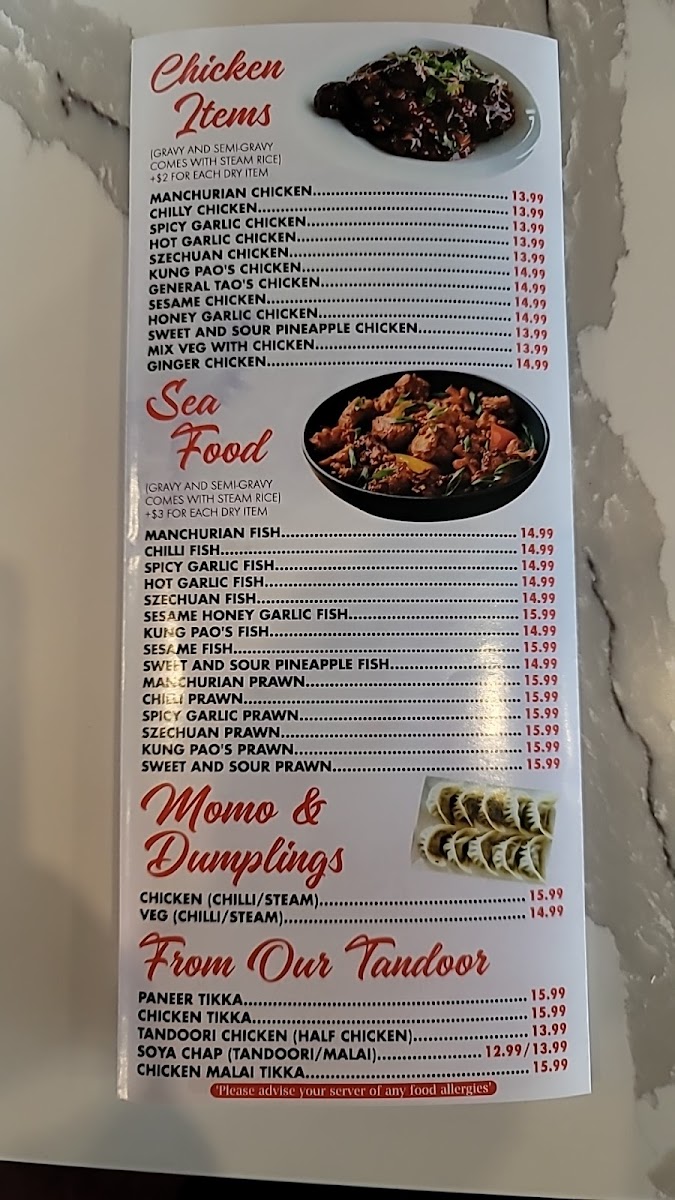 Chicken
Items
(GRAVY AND SEMI-GRAVY
COMES WITH STEAM RICE)
+$2 FOR EACH DRY ITEM
MANCHURIAN CHICKEN 13.99
CHILLY CHICKEN 13.99
SPICY GARLIC CHICKEN 13.99
HOT GARLIC CHICKEN 13.99
SZECHUAN CHICKEN 13.99
KUNG PAO'S CHICKEN 14.99
GENERAL TAO'S CHICKEN 14.99
SESAME CHICKEN 14.99
HONEY GARLIC CHICKEN 14.99
SWEET AND SOUR PINEAPPLE CHICKEN 13.99
MIX VEG WITH CHICKEN 13.99
GINGER CHICKEN 14.99
Sea
Food
(GRAVY AND SEMI-GRAVY
COMES WITH STEAM RICE)
+$3 FOR EACH DRY ITEM
MANCHURIAN FISH 14.99
CHILLI FISH 14.99
SPICY GARLIC FISH 14.99
HOT GARLIC FISH 14.99
SZECHUAN FISH 14.99
SESAME HONEY GARLIC FISH 15.99
KUNG PAO'S FISH 14.99
SESAME FISH 15.99
SWEET AND SOUR PINEAPPLE FISH 14.99
MANCHURIAN PRAWN 15.99
CHILLI PRAWN 15.99
SPICY GARLIC PRAWN 15.99
SZECHUAN PRAWN 15.99
KUNG PAO'S PRAWN 15.99
SWEET AND SOUR PRAWN 15.99
Momo &
Dumplings
CHICKEN (CHILLI/STEAM) 15.99
VEG (CHILLI/STEAM) 14.99
From Our Tandoor
PANEER TIKKA 15.99
CHICKEN TIKKA 15.99
TANDOORI CHICKEN (HALF CHICKEN) 13.99
SOYA CHAP (TANDOORI/MALAI) 12.99/13.99
CHICKEN MALAI TIKKA 15.99
'Please advise your server of any food allergies'